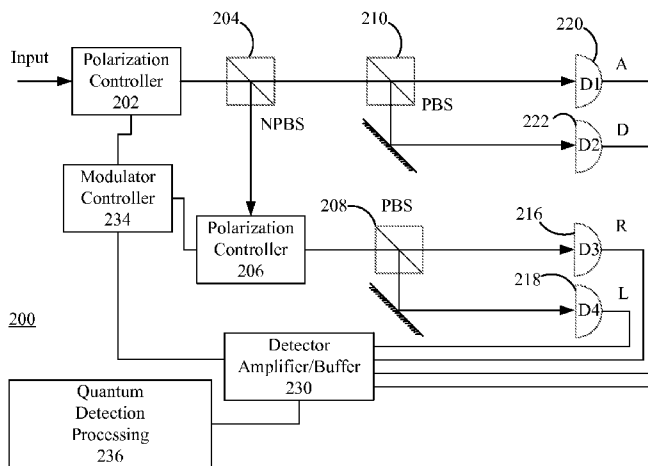 204
210
220
Input
Polarization
Controller
202
A
D1
NPBS
PBS
222
D
D2
Modulator
Controller
234
208
PBS
216
R
Polarization
Controller
206
D3
218
L
D4
200
Detector
Amplifier/Buffer
230
Quantum
Detection
Processing
236